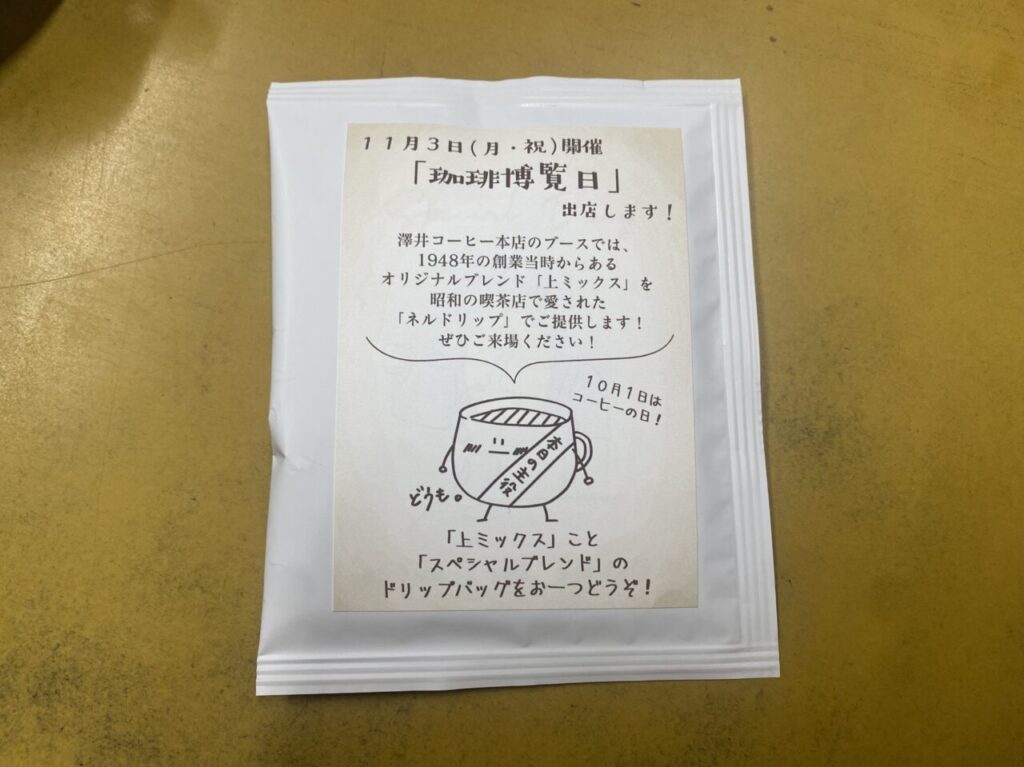 11月3日(月・祝)開催
「珈琲博覧日」
出店します!
澤井コーヒー本店のブースでは、
1948年の創業当時からある
オリジナルブレンド「上ミックス」を
昭和の喫茶店で愛された
「ネルドリップ」でご提供します!
ぜひご来場ください!
10月1日は
コーヒーの日!
本日の主役
どうも。
「上ミックス」こと
「スペシャルブレンド」の
ドリップバッグをお一つどうぞ!